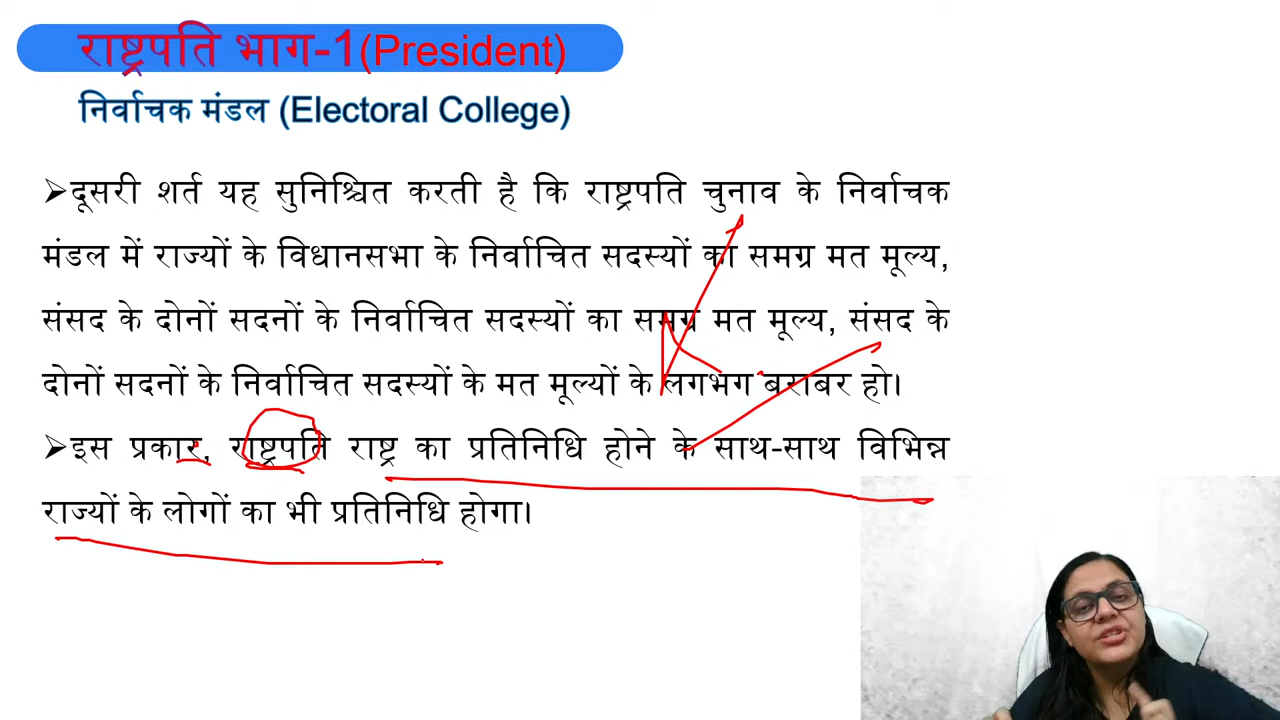 राष्ट्रपति भाग-1(President)
निर्वाचक मंडल (Electoral College)
➢दूसरी शर्त यह सुनिश्चित करती है कि राष्ट्रपति चुनाव के निर्वाचक
मंडल में राज्यों के विधानसभा के निर्वाचित सदस्यों का समग्र मत मूल्य,
संसद के दोनों सदनों के निर्वाचित सदस्यों का समग्र मत मूल्य, संसद के
दोनों सदनों के निर्वाचित सदस्यों के मत मूल्यों के लगभग बराबर हो।
➢इस प्रकार, राष्ट्रपति राष्ट्र का प्रतिनिधि होने के साथ-साथ विभिन्न
राज्यों के लोगों का भी प्रतिनिधि होगा।